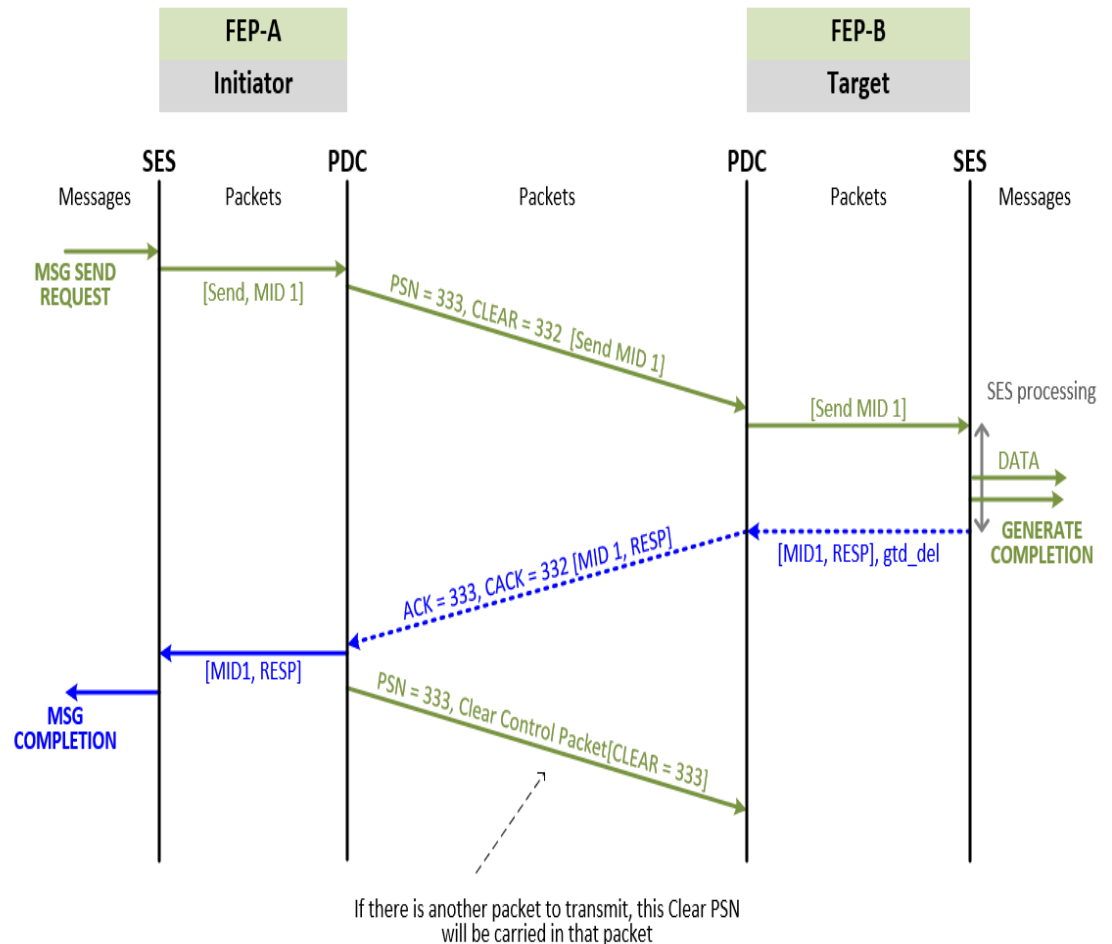 FEP-A
FEP-B
Initiator
Target
SES
PDC
PDC
SES
Messages
Packets
Packets
Packets
Messages
MSG SEND
REQUEST
[Send, MID 1]
PSN = 333, CLEAR = 332 [Send MID 1]
[Send MID 1]
SES processing
DATA
GENERATE
COMPLETION
[MID1, RESP], gtd_del
ACK = 333, CACK = 332 [MID 1, RESP]
[MID1, RESP]
MSG
COMPLETION
PSN = 333, Clear Control Packet[CLEAR = 333]
If there is another packet to transmit, this Clear PSN
will be carried in that packet